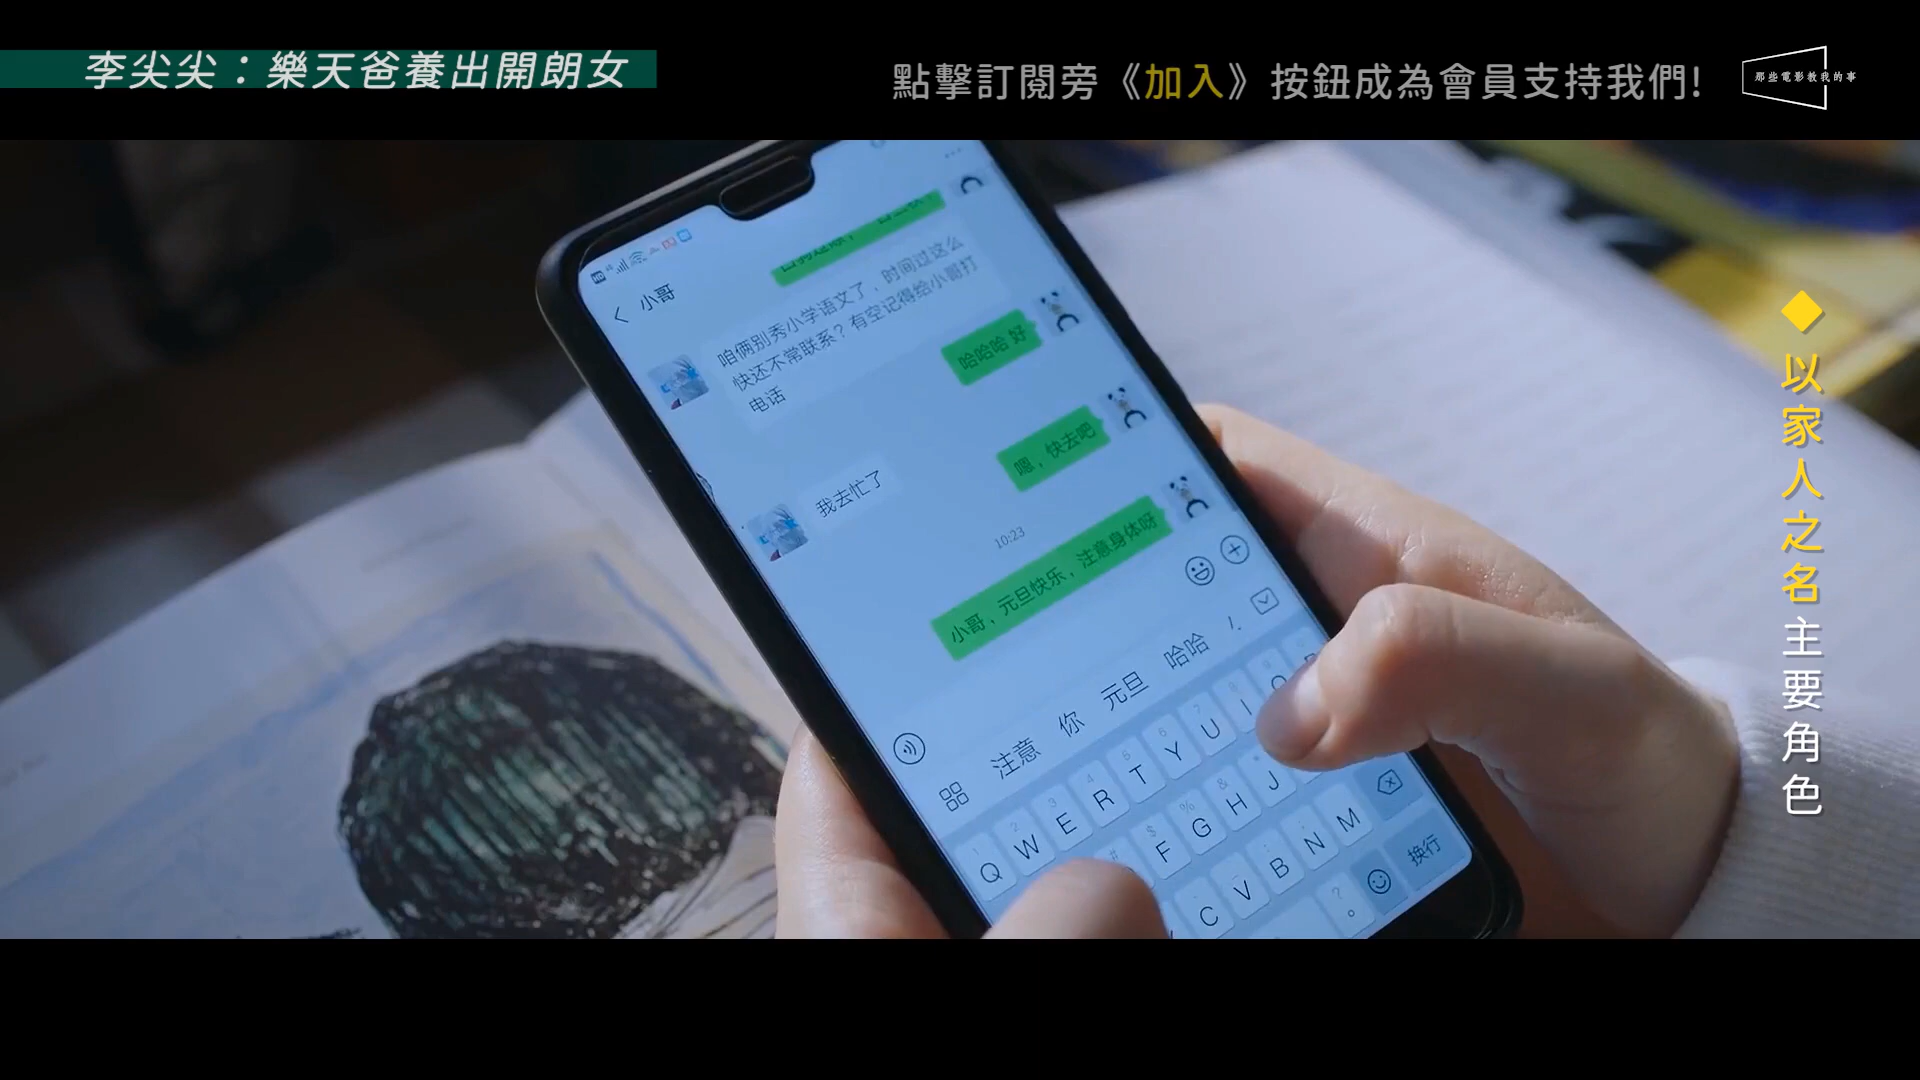 李尖尖：樂天爸養出開朗女
點擊訂閱旁《加入》按鈕成為會員支持我們!
那些電影教我的事
以家人之名主要角色
小哥
咱俩别秀小学语文了，时间过这么
快还不常联系？有空记得给小哥打
电话
哈哈哈 好
嗯，快去吧
我去忙了
10:23
小哥，元旦快乐，注意身体呀
注意 你 元旦 哈哈
Q W E R T Y U I
F G H J
C V B N M
换行